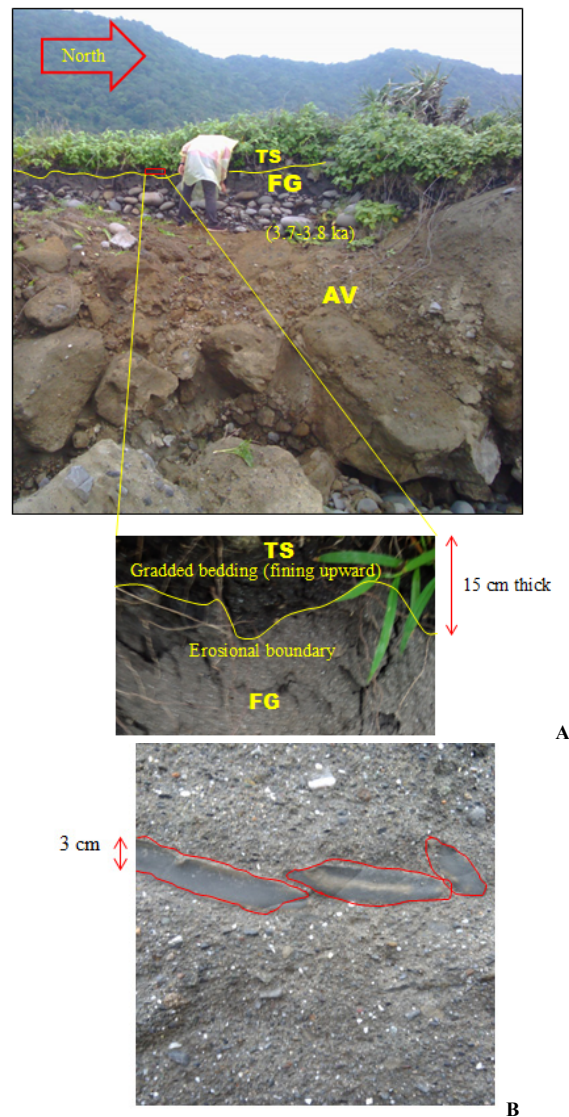 North
TS
FG
(3.7-3.8 ka)
AV
TS
Gradded bedding (fining upward)
Erosional boundary
FG
15 cm thick
A
3 cm
B